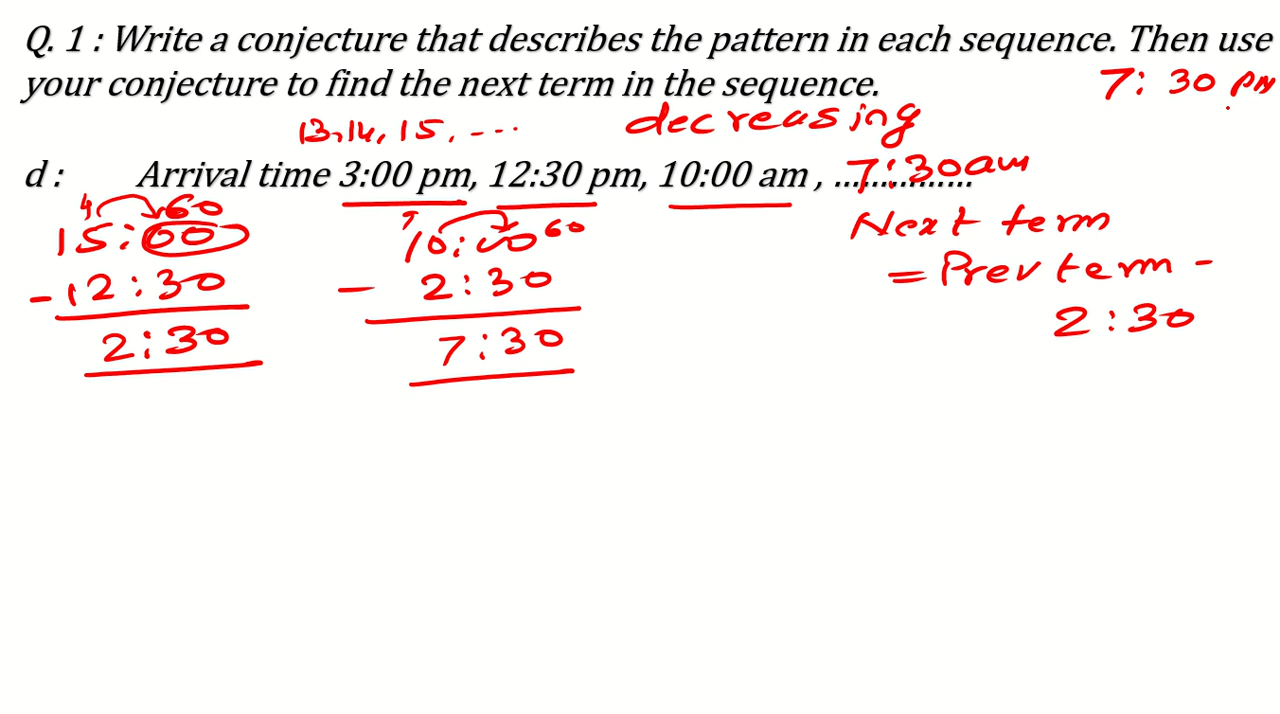 Q. 1 : Write a conjecture that describes the pattern in each sequence. Then use
your conjecture to find the next term in the sequence.
7: 30 pm
13, 14, 15, ---
decreasing
d : Arrival time 3:00 pm, 12:30 pm, 10:00 am , ...............
7:30am
4 60
15:00
- 12:30
2:30
10:00 60
- 2:30
7:30
Next term
= Prev term -
2:30